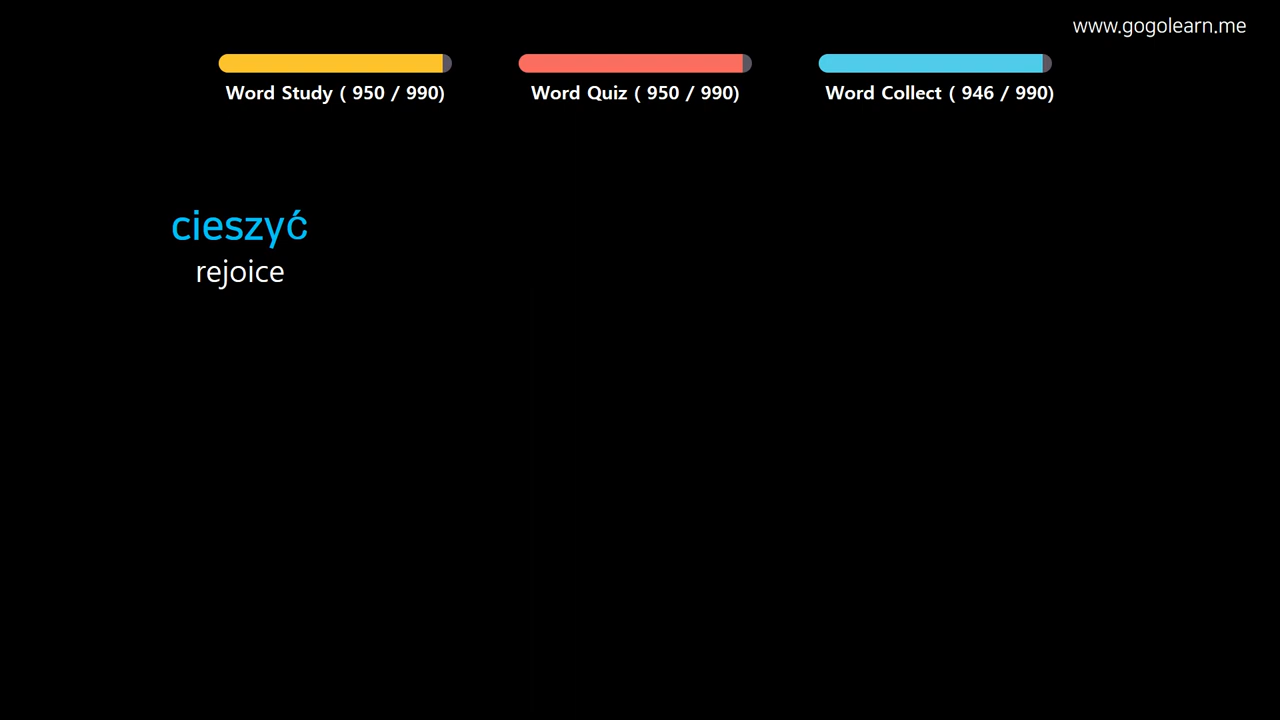 www.gogolearn.me
Word Study ( 950 / 990)
Word Quiz ( 950 / 990)
Word Collect ( 946 / 990)
cieszyć
rejoice